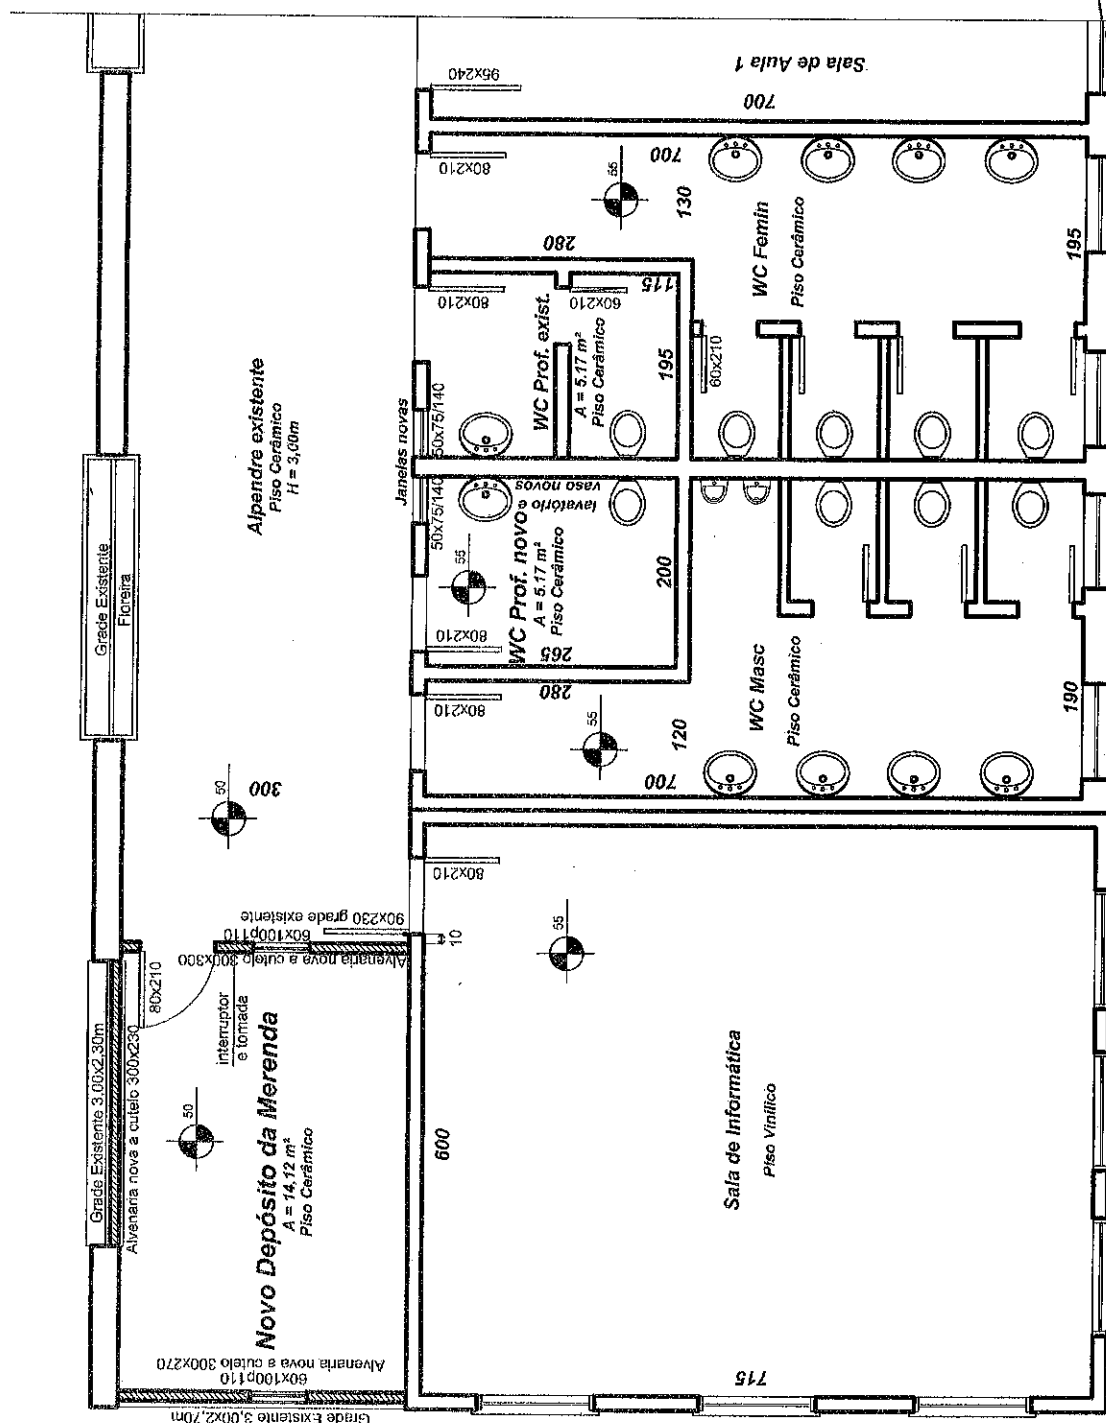 Sala de Aula 1
95x240
700
80x210
55
700
130
280
WC Femin
Piso Cerâmico
195
80x210
60x210
115
WC Prof. exist.
A = 5.17 m²
Piso Cerâmico
195
60x210
50x75/140
Janelas novas
Alpendre existente
Piso Cerâmico
H = 3,00m
Grade Existente
Floreira
50x75/140
lavatório e
vaso novos
WC Prof. novo
A = 5.17 m²
Piso Cerâmico
55
80x210
265
200
280
80x210
55
120
700
WC Masc
Piso Cerâmico
190
50
300
80x210
90x230 grade existente
60x100p110
Alvenaria nova a cutelo 300x300
10
55
80x210
interruptor
e tomada
Grade Existente 3,00x2,30m
Alvenaria nova a cutelo 300x230
50
Novo Depósito da Merenda
A = 14,12 m²
Piso Cerâmico
600
Sala de Informática
Piso Vinílico
715
Alvenaria nova a cutelo 300x270
60x100p110
Grade Existente 3,00x2,70m